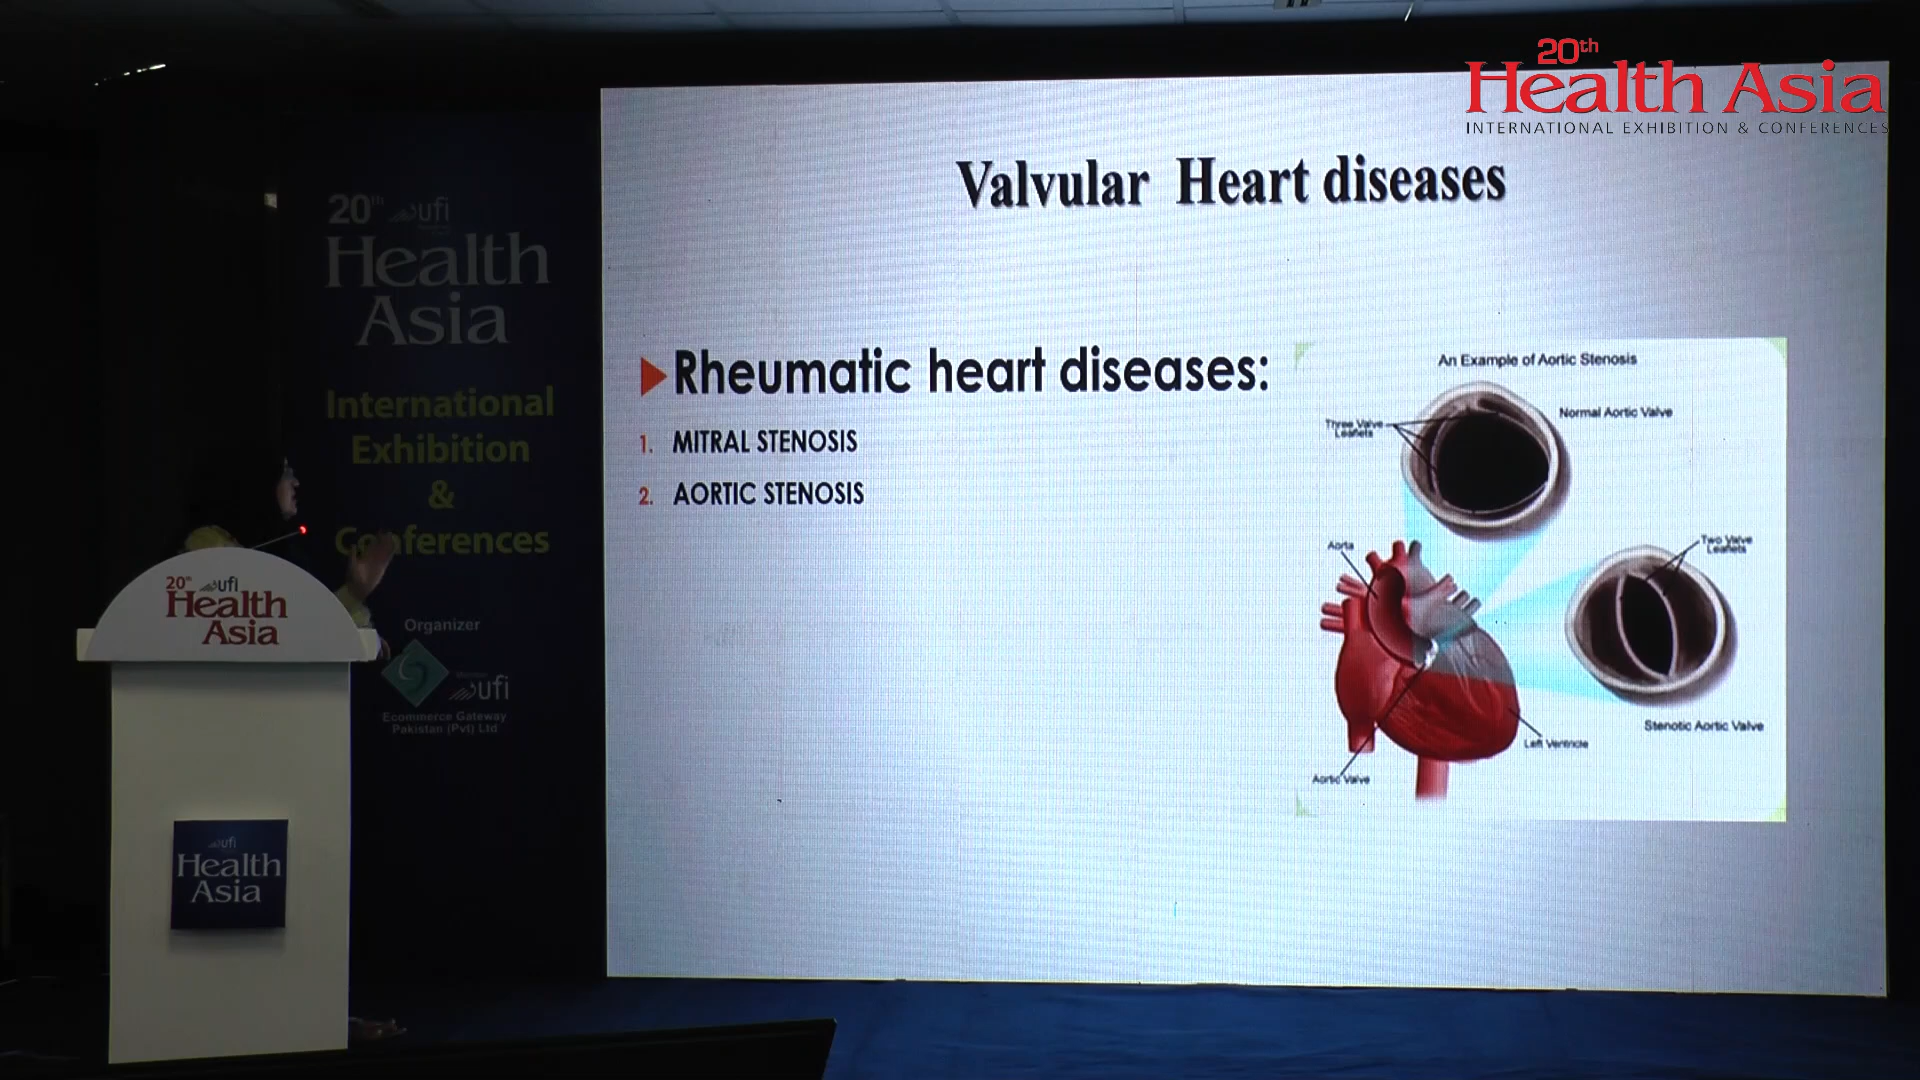 20th
Health Asia
INTERNATIONAL EXHIBITION & CONFERENCES
Valvular Heart diseases
Rheumatic heart diseases:
1. MITRAL STENOSIS
2. AORTIC STENOSIS
An Example of Aortic Stenosis
Normal Aortic Valve
Three Valve
Leaflets
Aorta
Two Valve
Leaflets
Stenotic Aortic Valve
Left Ventricle
Aortic Valve
20th ufi
Health
Asia
International
Exhibition
&
Conferences
Organizer
ufi
Ecommerce Gateway
Pakistan (Pvt) Ltd
20th ufi
Health
Asia
ufi
Health
Asia